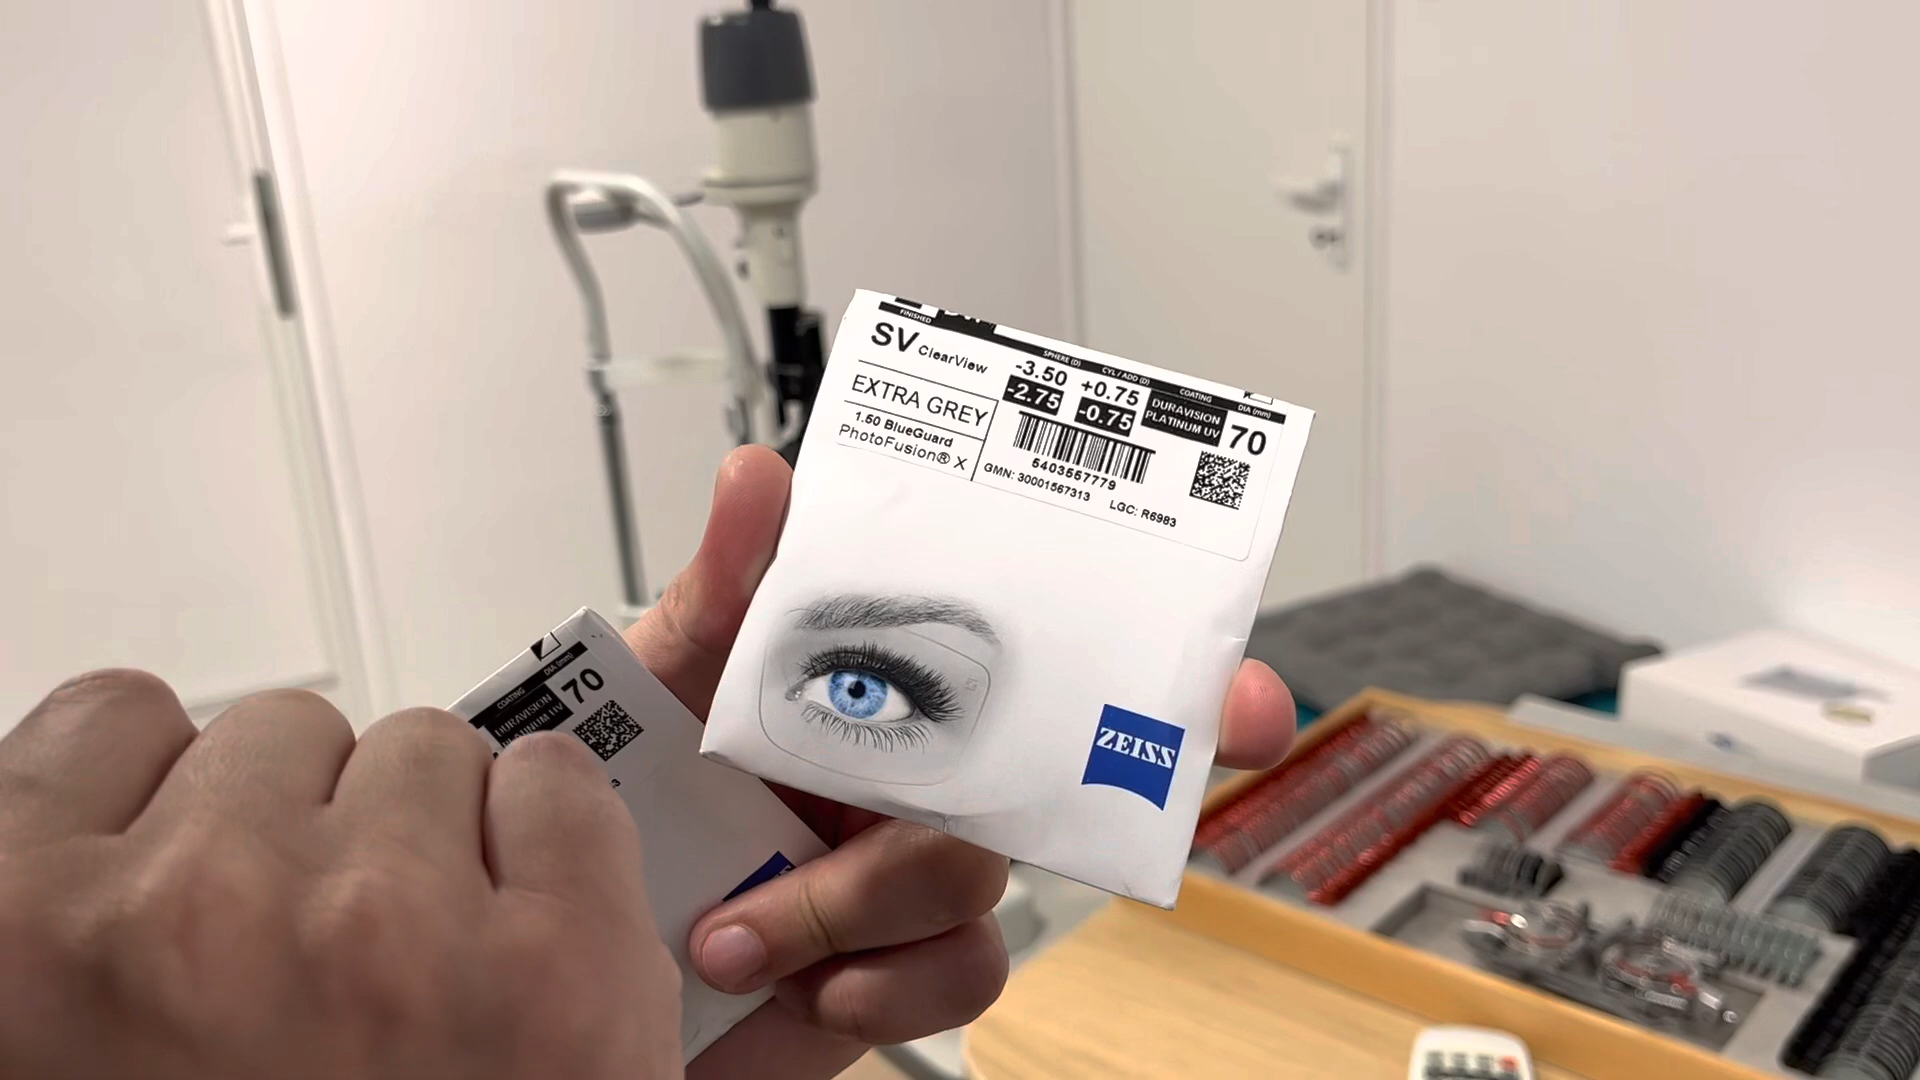 FINISHED
SPHERE (D)
CYL / ADD (D)
COATING
DIA (mm)
SV ClearView
-3.50 +0.75
-2.75 -0.75
DURAVISION
PLATINUM UV
70
EXTRA GREY
1.50 BlueGuard
PhotoFusion® X
5403557779
GMN: 30001567313
LGC: R6983
ZEISS
COATING
DIA (mm)
DURAVISION
PLATINUM UV
70